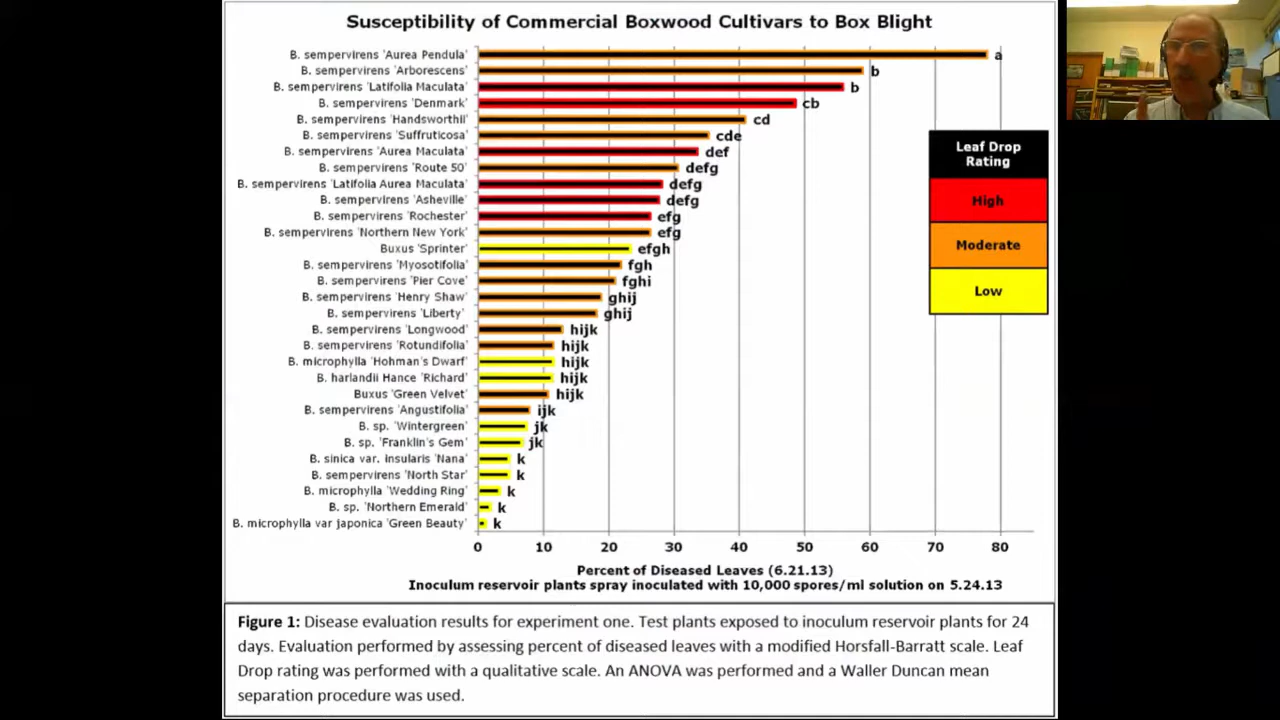 Susceptibility of Commercial Boxwood Cultivars to Box Blight
B. sempervirens 'Aurea Pendula' a
B. sempervirens 'Arborescens' b
B. sempervirens 'Latifolia Maculata' b
B. sempervirens 'Denmark' cb
B. sempervirens 'Handsworthii' cd
B. sempervirens 'Suffruticosa' cde
B. sempervirens 'Aurea Maculata' def
B. sempervirens 'Route 50' defg
B. sempervirens 'Latifolia Aurea Maculata' defg
B. sempervirens 'Asheville' defg
B. sempervirens 'Rochester' efg
B. sempervirens 'Northern New York' efg
Buxus 'Sprinter' efgh
B. sempervirens 'Myosotifolia' fgh
B. sempervirens 'Pier Cove' fghi
B. sempervirens 'Henry Shaw' ghij
B. sempervirens 'Liberty' ghij
B. sempervirens 'Longwood' hijk
B. sempervirens 'Rotundifolia' hijk
B. microphylla 'Hohman's Dwarf' hijk
B. harlandii Hance 'Richard' hijk
Buxus 'Green Velvet' hijk
B. sempervirens 'Angustifolia' ijk
B. sp. 'Wintergreen' jk
B. sp. 'Franklin's Gem' jk
B. sinica var. insularis 'Nana' k
B. sempervirens 'North Star' k
B. microphylla 'Wedding Ring' k
B. sp. 'Northern Emerald' k
B. microphylla var japonica 'Green Beauty' k
0 10 20 30 40 50 60 70 80
Percent of Diseased Leaves (6.21.13)
Inoculum reservoir plants spray inoculated with 10,000 spores/ml solution on 5.24.13
Leaf Drop
Rating
High
Moderate
Low
Figure 1: Disease evaluation results for experiment one. Test plants exposed to inoculum reservoir plants for 24
days. Evaluation performed by assessing percent of diseased leaves with a modified Horsfall-Barratt scale. Leaf
Drop rating was performed with a qualitative scale. An ANOVA was performed and a Waller Duncan mean
separation procedure was used.